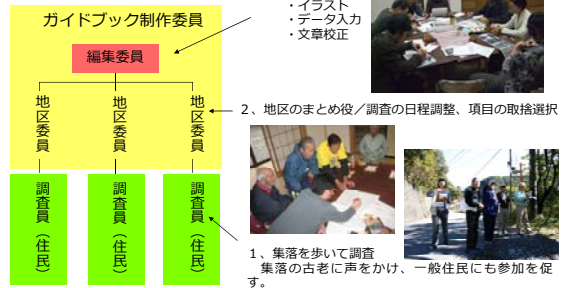 ガイドブック制作委員
編集委員
地区委員
地区委員
地区委員
調査員（住民）
調査員（住民）
調査員（住民）
・イラスト
・データ入力
・文章校正
２、地区のまとめ役／調査の日程調整、項目の取捨選択
１、集落を歩いて調査
集落の古老に声をかけ、一般住民にも参加を促
す。